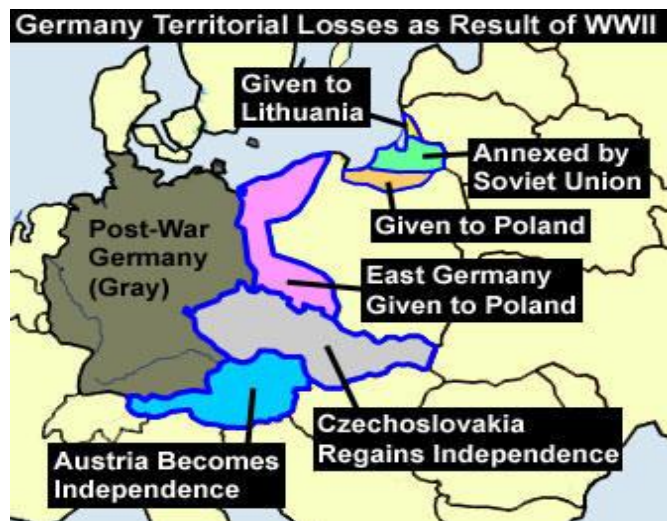 Germany Territorial Losses as Result of WWII
Given to
Lithuania
Annexed by
Soviet Union
Given to Poland
Post-War
Germany
(Gray)
East Germany
Given to Poland
Czechoslovakia
Regains Independence
Austria Becomes
Independence